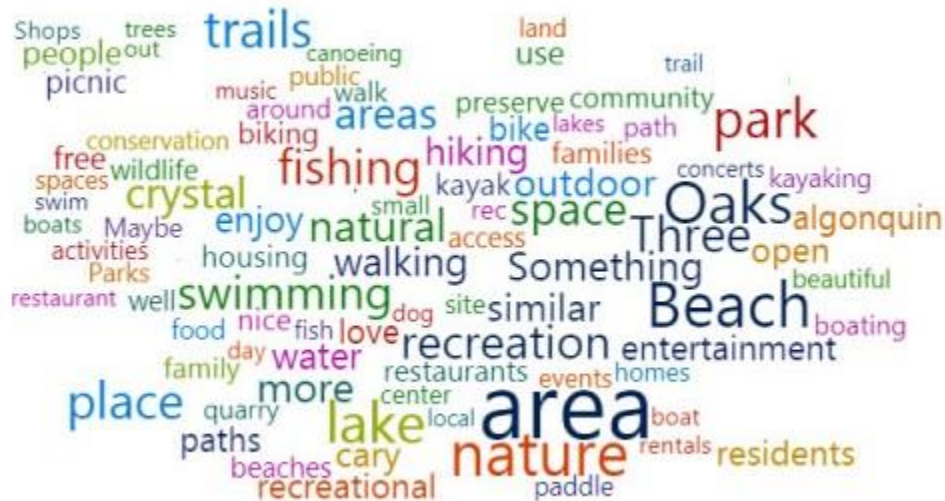 Shops trees trails land
people out canoeing use
picnic public trail
music walk
around areas preserve community park
conservation biking bike lakes path
free wildlife fishing hiking families
spaces crystal kayak outdoor concerts kayaking
swim small rec space Oaks
boats Maybe enjoy natural access Three algonquin
activities housing walking Something open
Parks beautiful
restaurant well swimming dog site similar Beach boating
food nice fish love recreation entertainment
day water
family restaurants events homes
place more center area
quarry lake local boat
paths cary nature rentals residents
beaches
recreational paddle